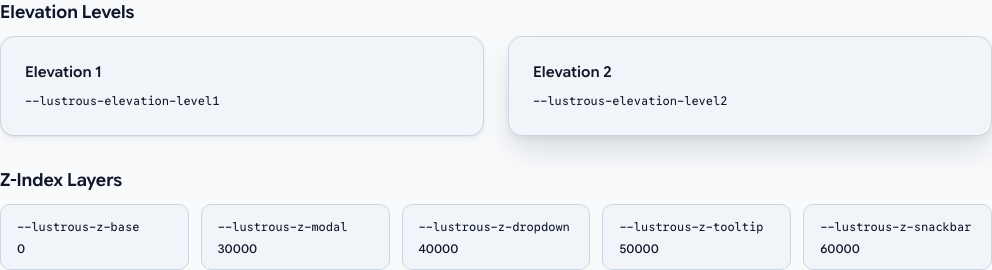 Elevation Levels
Elevation 1
--lustrous-elevation-level1
Elevation 2
--lustrous-elevation-level2
Z-Index Layers
--lustrous-z-base
0
--lustrous-z-modal
30000
--lustrous-z-dropdown
40000
--lustrous-z-tooltip
50000
--lustrous-z-snackbar
60000